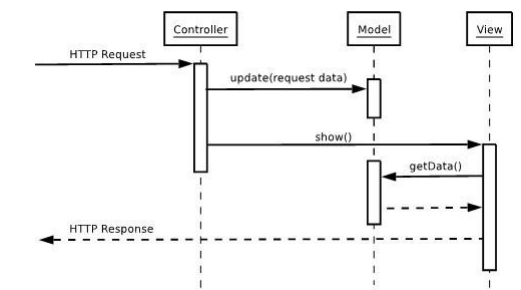 Controller
Model
View
HTTP Request
update(request data)
show()
getData()
HTTP Response